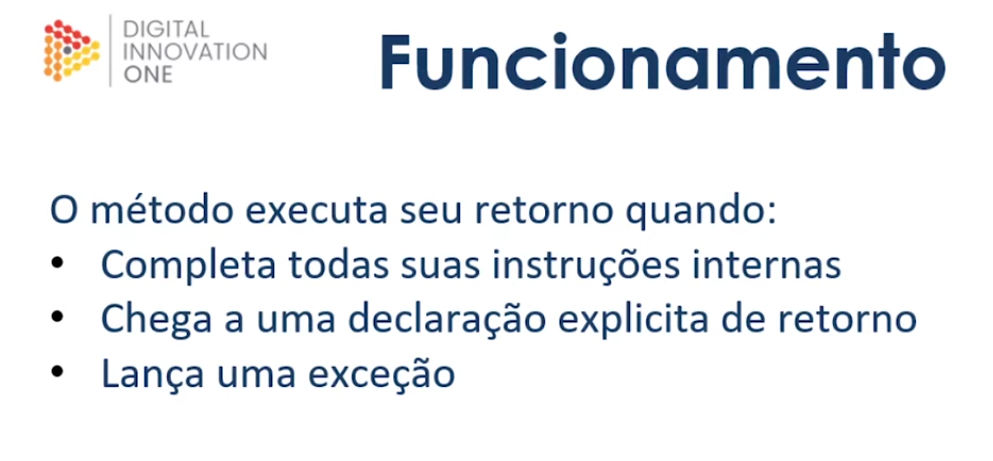 DIGITAL
INNOVATION
ONE
Funcionamento
O método executa seu retorno quando:
• Completa todas suas instruções internas
• Chega a uma declaração explicita de retorno
• Lança uma exceção